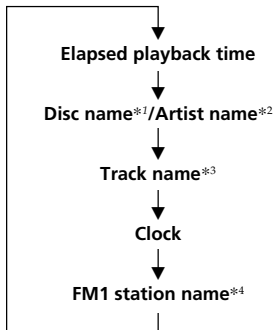 Elapsed playback time
Disc name*1/Artist name*2
Track name*3
Clock
FM1 station name*4